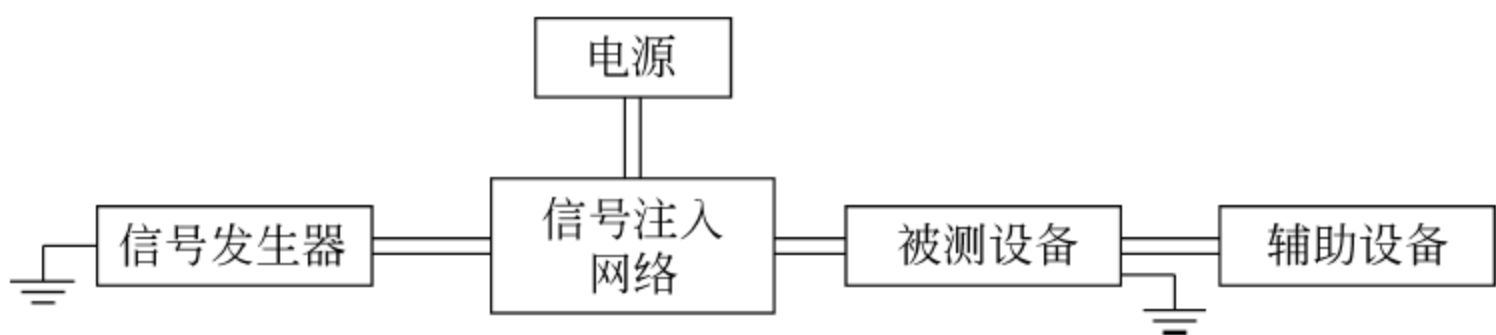 电源
信号发生器
信号注入
网络
被测设备
辅助设备